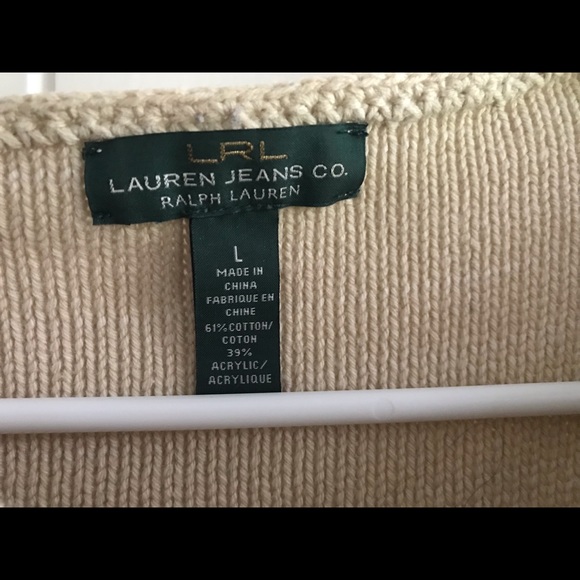 LRL
LAUREN JEANS CO.
RALPH LAUREN
L
MADE IN
CHINA
FABRIQUE EN
CHINE
61% COTTON/
COTON
39%
ACRYLIC/
ACRYLIQUE